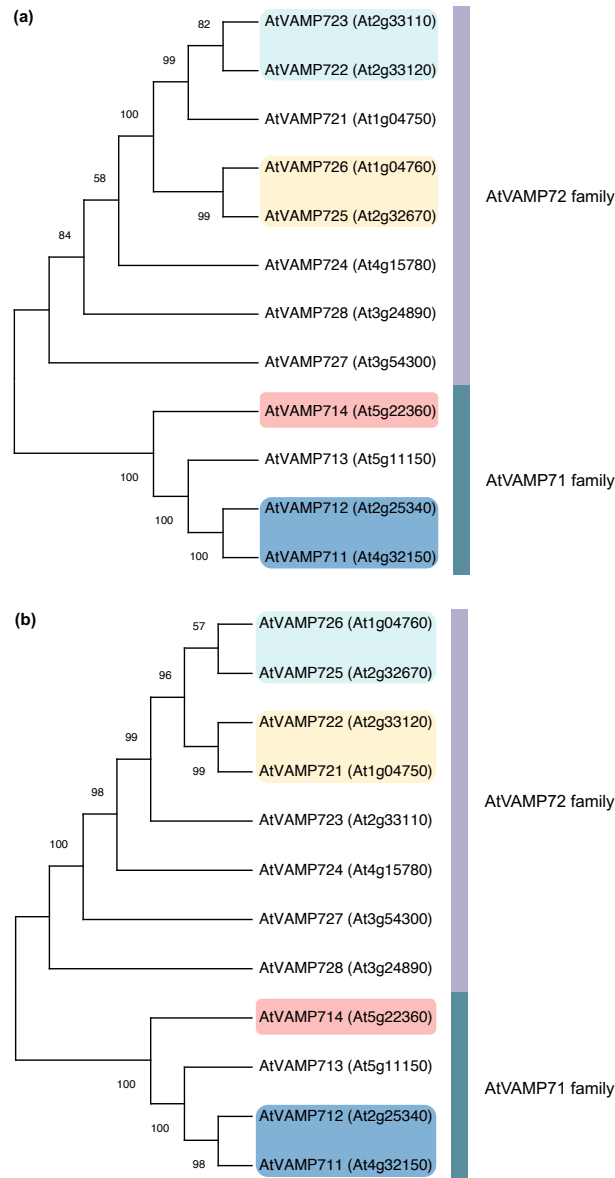 (a)
82
AtVAMP723 (At2g33110)
99
AtVAMP722 (At2g33120)
100
AtVAMP721 (At1g04750)
58
AtVAMP726 (At1g04760)
99
AtVAMP725 (At2g32670)
AtVAMP72 family
84
AtVAMP724 (At4g15780)
AtVAMP728 (At3g24890)
AtVAMP727 (At3g54300)
AtVAMP714 (At5g22360)
100
AtVAMP713 (At5g11150)
AtVAMP71 family
100
AtVAMP712 (At2g25340)
100
AtVAMP711 (At4g32150)
(b)
57
AtVAMP726 (At1g04760)
96
AtVAMP725 (At2g32670)
99
AtVAMP722 (At2g33120)
99
AtVAMP721 (At1g04750)
AtVAMP72 family
98
AtVAMP723 (At2g33110)
100
AtVAMP724 (At4g15780)
AtVAMP727 (At3g54300)
AtVAMP728 (At3g24890)
AtVAMP714 (At5g22360)
100
AtVAMP713 (At5g11150)
AtVAMP71 family
100
AtVAMP712 (At2g25340)
98
AtVAMP711 (At4g32150)